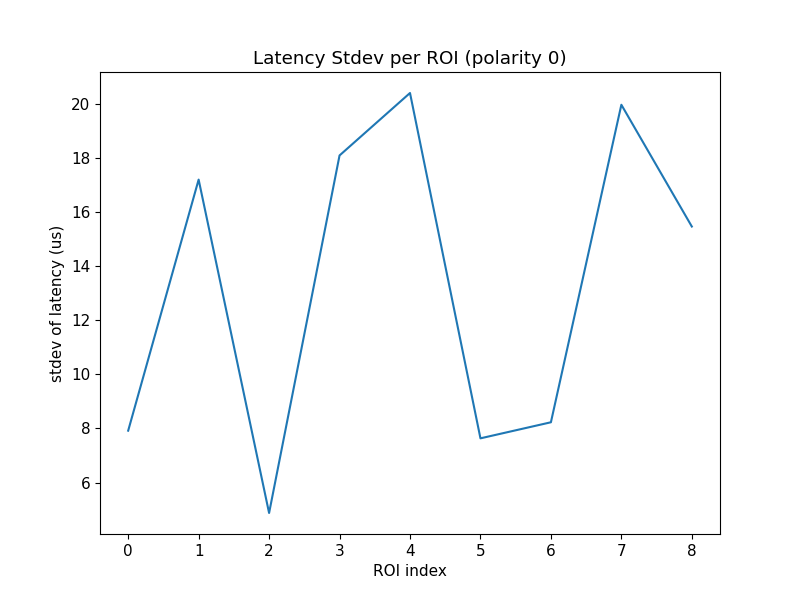 Latency Stdev per ROI (polarity 0)
stdev of latency (us)
20
18
16
14
12
10
8
6
0 1 2 3 4 5 6 7 8
ROI index